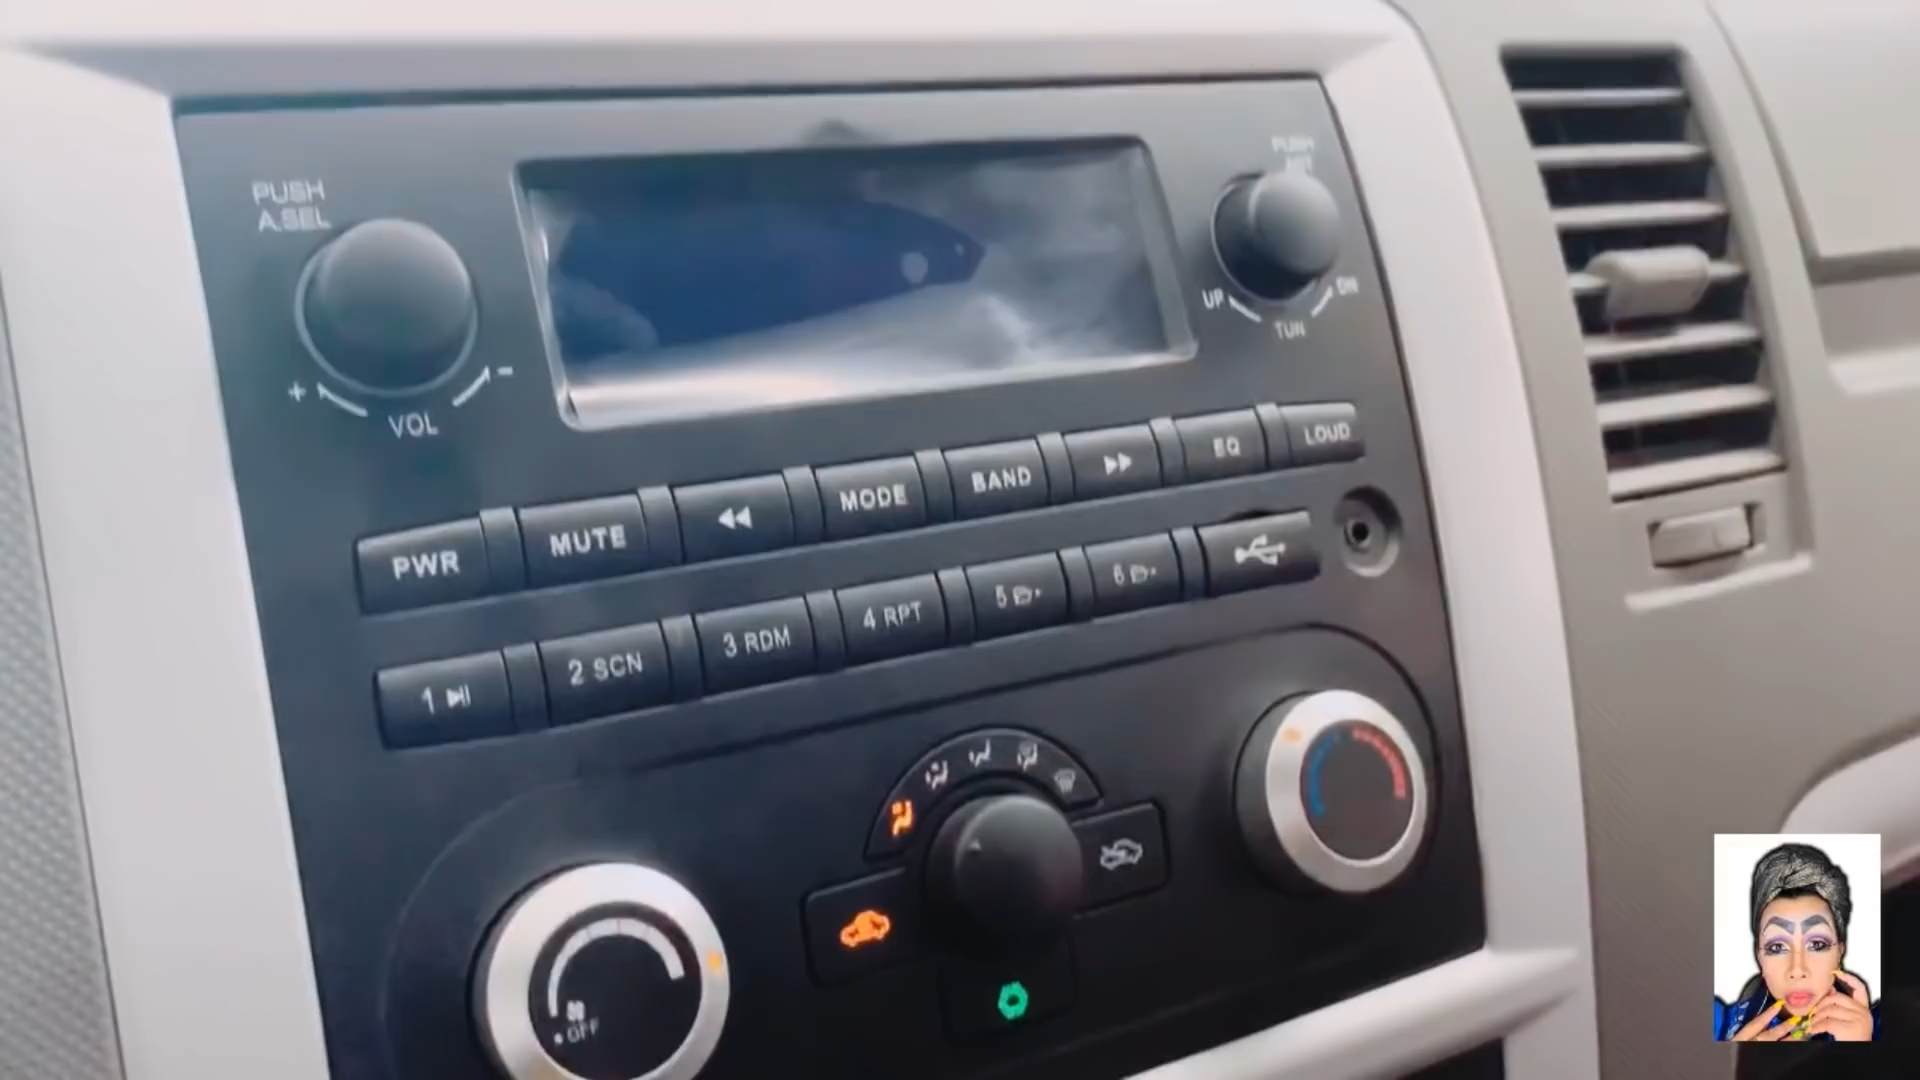 PUSH
A.SEL
+ VOL -
PUSH
UP TUN DN
PWR MUTE MODE BAND EQ LOUD
1 2 SCN 3 RDM 4 RPT 5 6
OFF